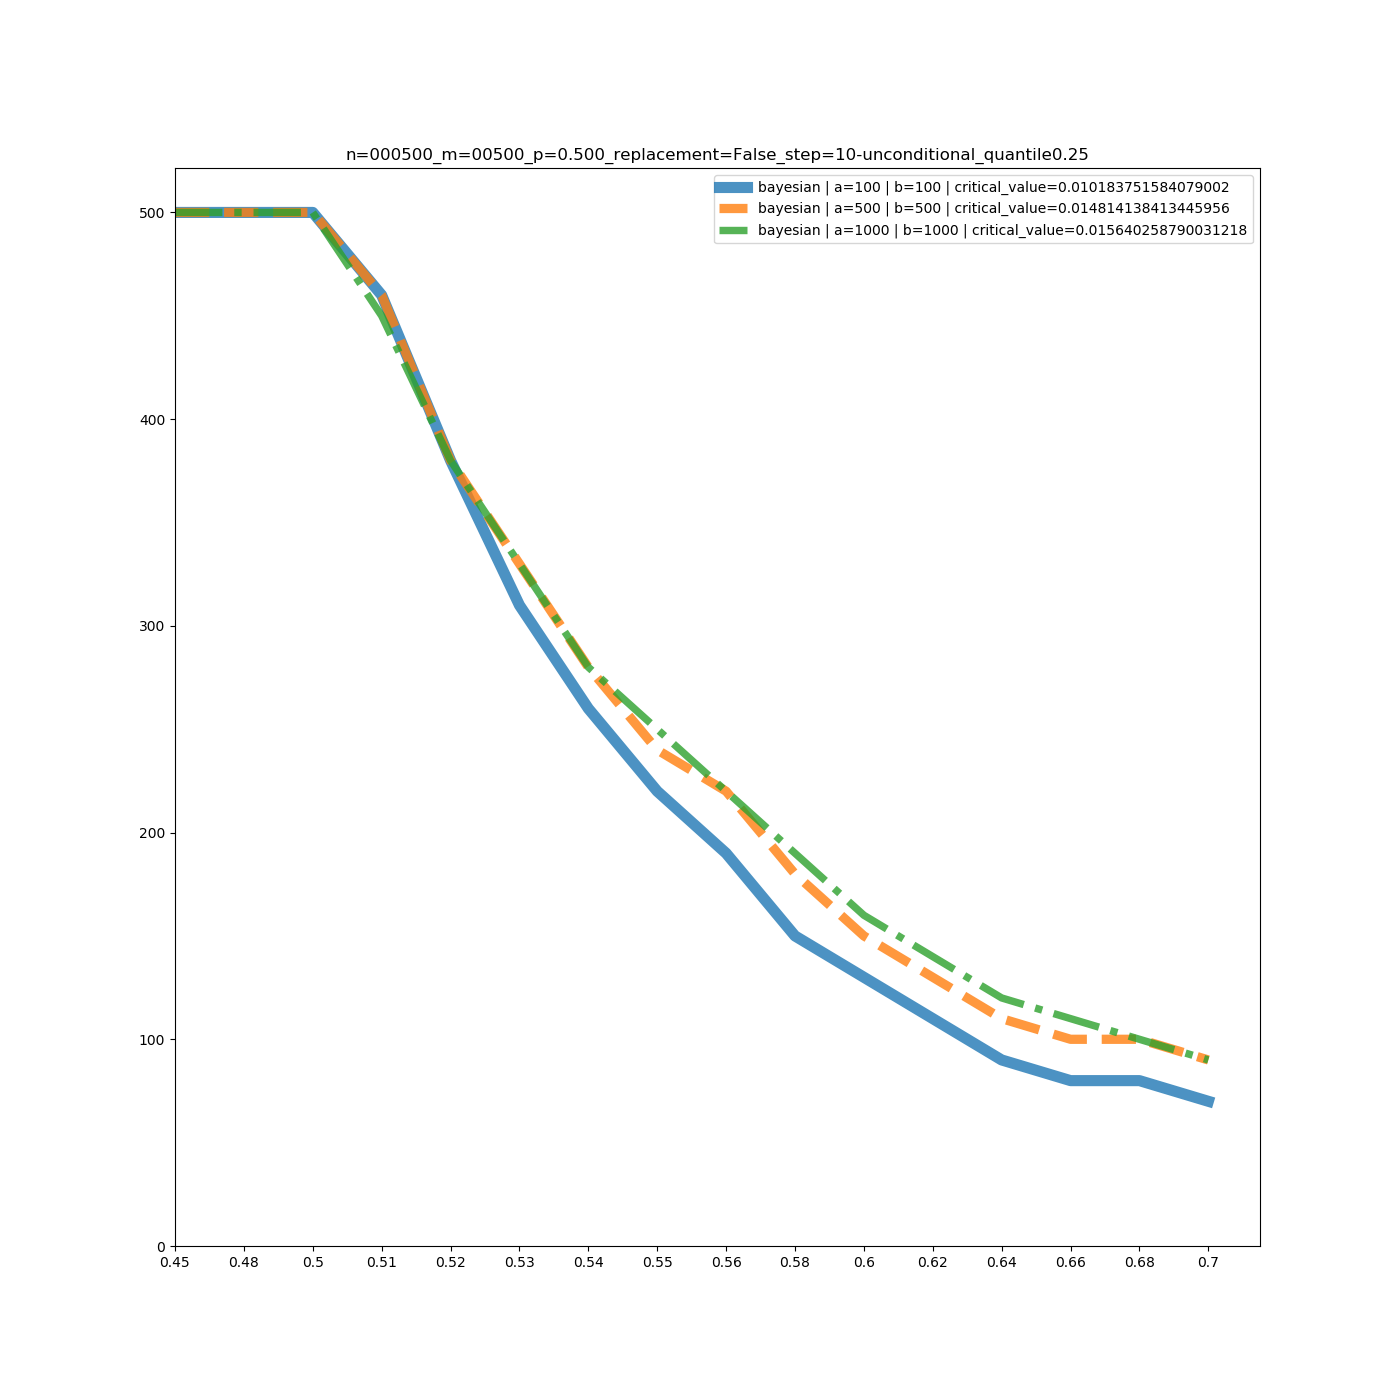 n=000500_m=00500_p=0.500_replacement=False_step=10-unconditional_quantile0.25
bayesian | a=100 | b=100 | critical_value=0.010183751584079002
bayesian | a=500 | b=500 | critical_value=0.014814138413445956
bayesian | a=1000 | b=1000 | critical_value=0.015640258790031218
500
400
300
200
100
0
0.45 0.48 0.5 0.51 0.52 0.53 0.54 0.55 0.56 0.58 0.6 0.62 0.64 0.66 0.68 0.7